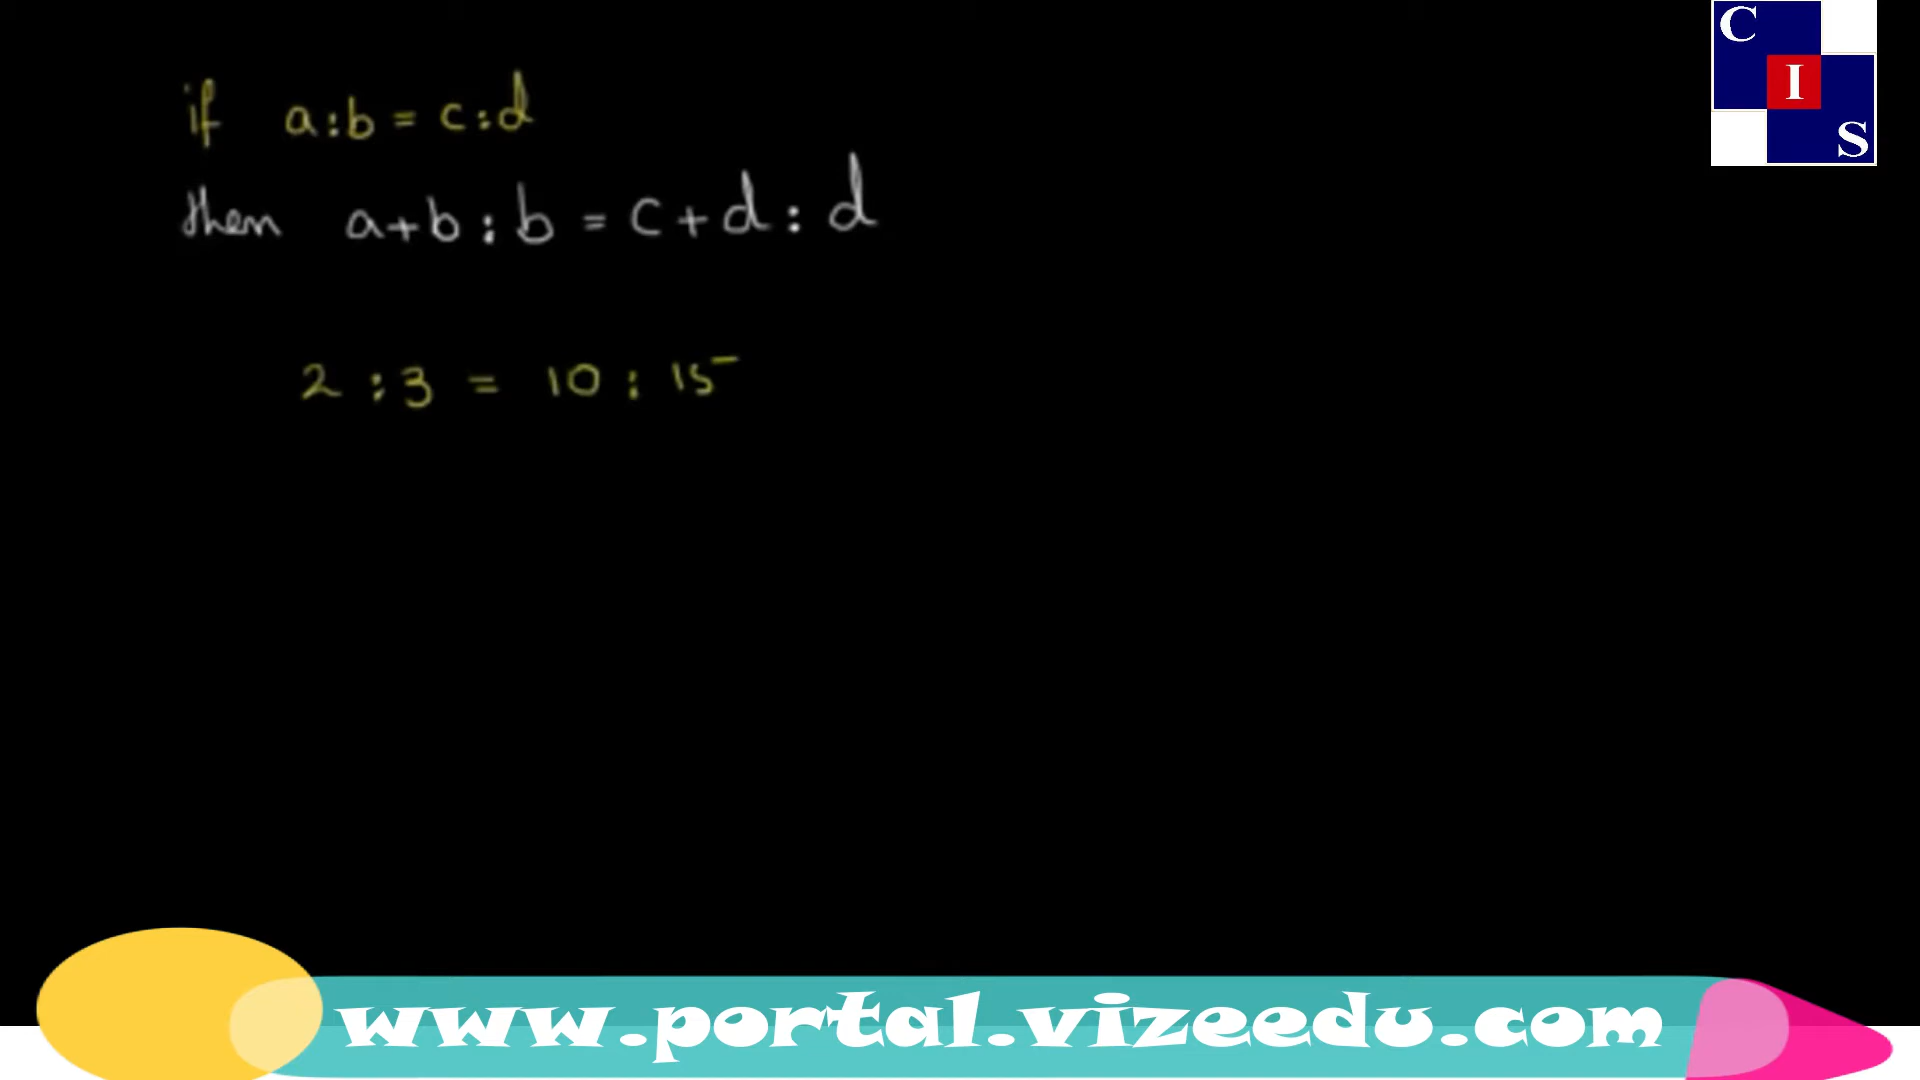 if a:b = c:d
then a+b : b = c+d : d
2 : 3 = 10 : 15
C
I
S
www.portal.vizeedu.com